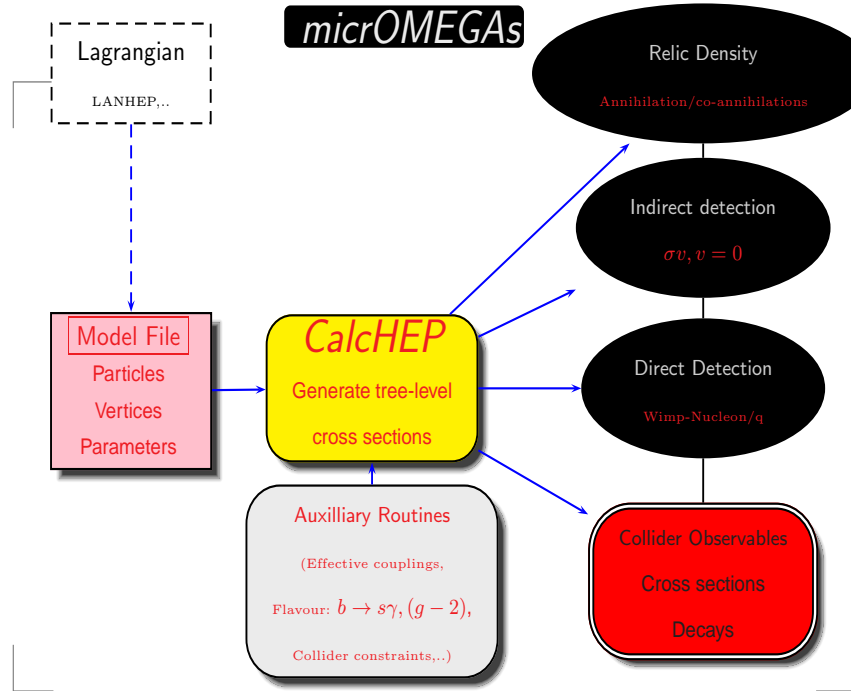 micrOMEGAs
Lagrangian
LANHEP,..
Model File
Particles
Vertices
Parameters
CalcHEP
Generate tree-level
cross sections
Auxilliary Routines
(Effective couplings,
Flavour: b → sγ, (g − 2),
Collider constraints,..)
Relic Density
Annihilation/co-annihilations
Indirect detection
σv, v = 0
Direct Detection
Wimp-Nucleon/q
Collider Observables
Cross sections
Decays